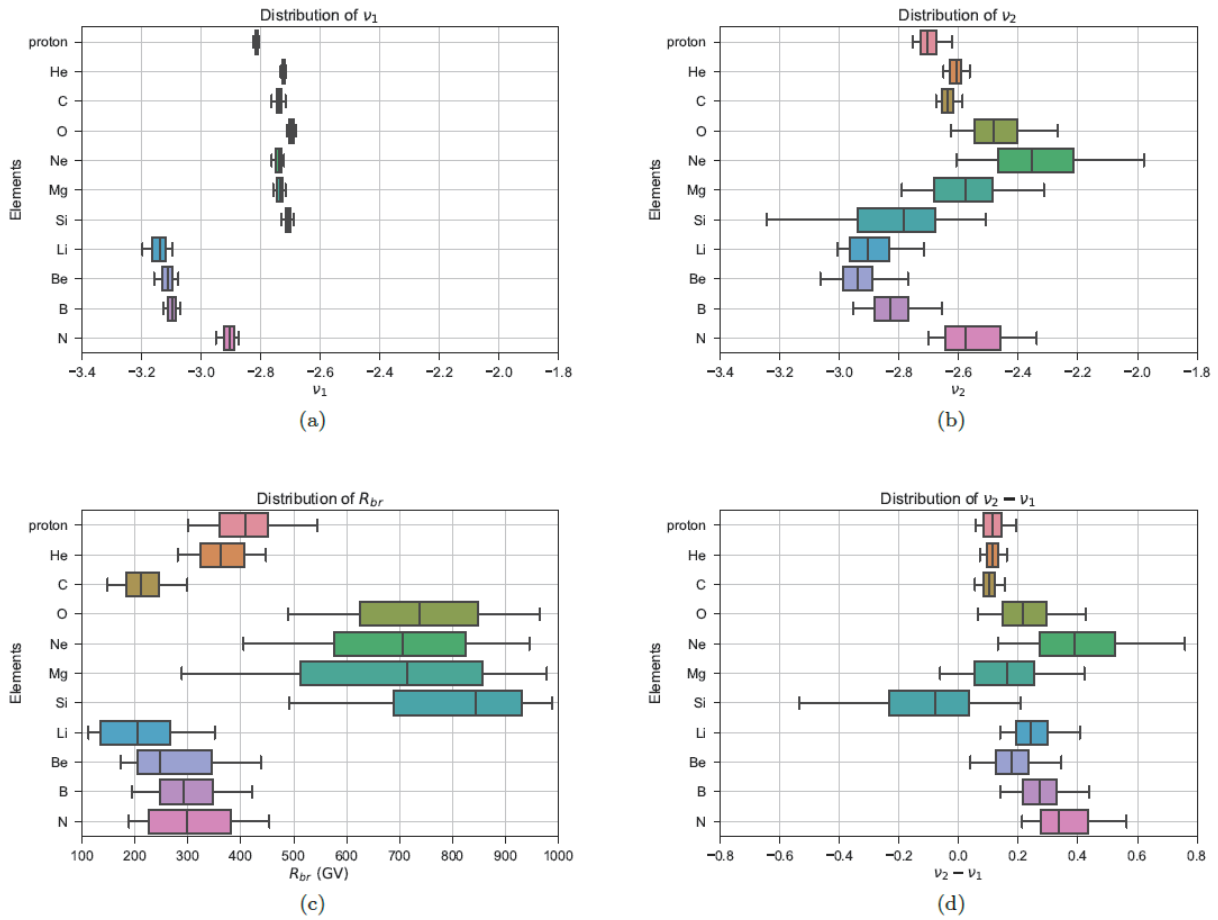 Distribution of ν₁
Elements
proton
He
C
O
Ne
Mg
Si
Li
Be
B
N
−3.4 −3.2 −3.0 −2.8 −2.6 −2.4 −2.2 −2.0 −1.8
ν₁
(a)
Distribution of ν₂
Elements
proton
He
C
O
Ne
Mg
Si
Li
Be
B
N
−3.4 −3.2 −3.0 −2.8 −2.6 −2.4 −2.2 −2.0 −1.8
ν₂
(b)
Distribution of R_br
Elements
proton
He
C
O
Ne
Mg
Si
Li
Be
B
N
100 200 300 400 500 600 700 800 900 1000
R_br (GV)
(c)
Distribution of ν₂ − ν₁
Elements
proton
He
C
O
Ne
Mg
Si
Li
Be
B
N
−0.8 −0.6 −0.4 −0.2 0.0 0.2 0.4 0.6 0.8
ν₂ − ν₁
(d)